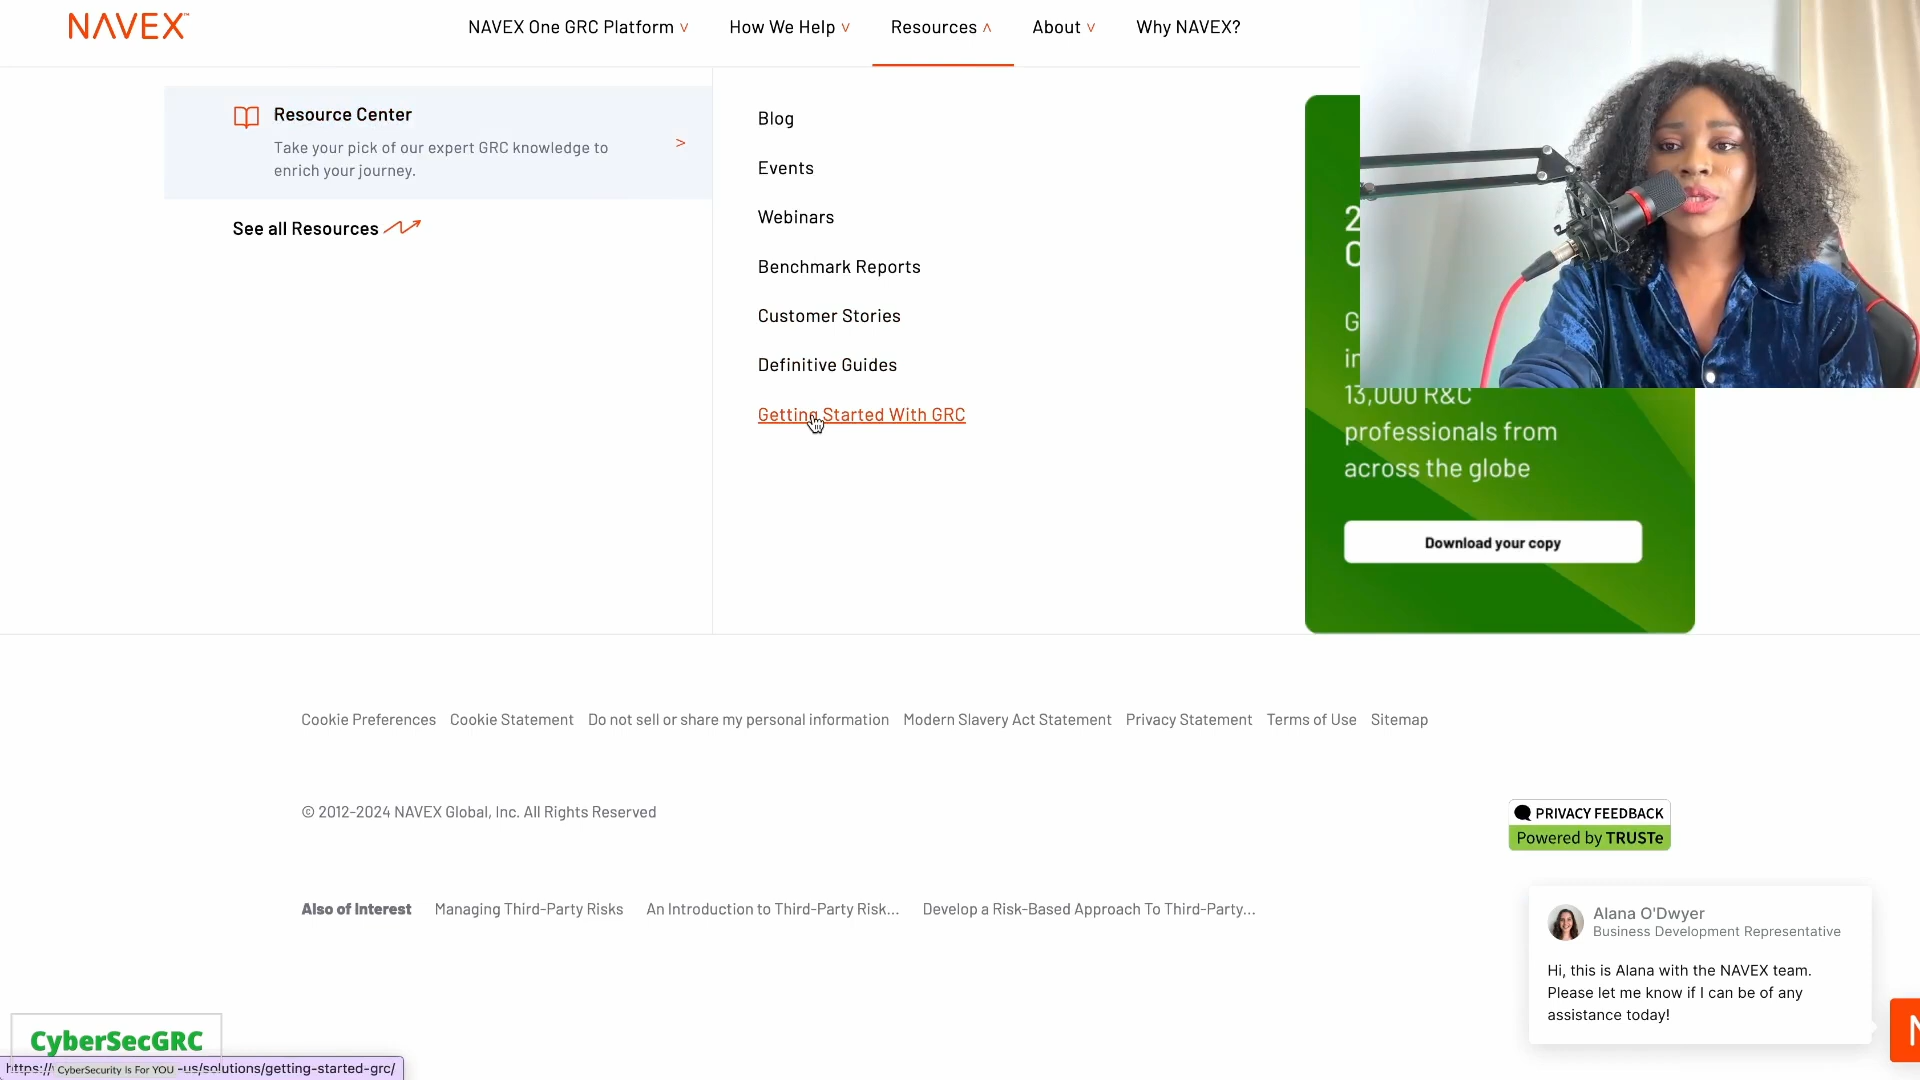 NAVEX™
NAVEX One GRC Platform
How We Help
Resources
About
Why NAVEX?
Resource Center
Take your pick of our expert GRC knowledge to
enrich your journey.
>
See all Resources
Blog
Events
Webinars
Benchmark Reports
Customer Stories
Definitive Guides
Getting Started With GRC
13,000 R&C
professionals from
across the globe
Download your copy
Cookie Preferences
Cookie Statement
Do not sell or share my personal information
Modern Slavery Act Statement
Privacy Statement
Terms of Use
Sitemap
© 2012-2024 NAVEX Global, Inc. All Rights Reserved
PRIVACY FEEDBACK
Powered by TRUSTe
Also of Interest
Managing Third-Party Risks
An Introduction to Third-Party Risk...
Develop a Risk-Based Approach To Third-Party...
Alana O'Dwyer
Business Development Representative
Hi, this is Alana with the NAVEX team.
Please let me know if I can be of any
assistance today!
CyberSecGRC
CyberSecurity Is For YOU
https:// -us/solutions/getting-started-grc/